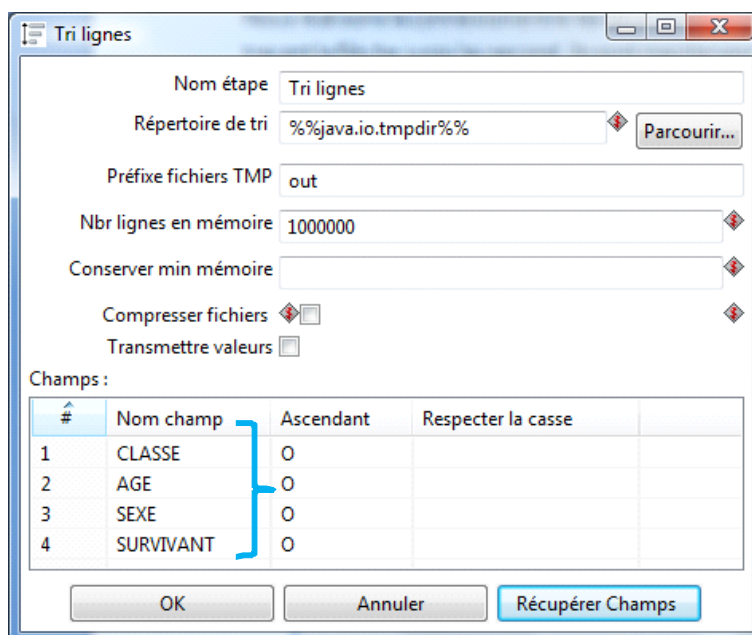 Tri lignes
Nom étape Tri lignes
Répertoire de tri %%java.io.tmpdir%% Parcourir...
Préfixe fichiers TMP out
Nbr lignes en mémoire 1000000
Conserver min mémoire
Compresser fichiers
Transmettre valeurs
Champs :
# Nom champ Ascendant Respecter la casse
1 CLASSE O
2 AGE O
3 SEXE O
4 SURVIVANT O
OK Annuler Récupérer Champs